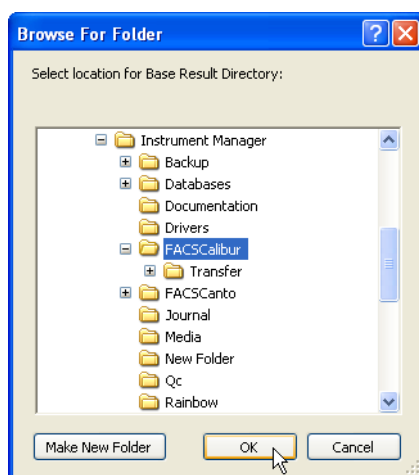 Browse For Folder
Select location for Base Result Directory:
Instrument Manager
Backup
Databases
Documentation
Drivers
FACSCalibur
Transfer
FACSCanto
Journal
Media
New Folder
Qc
Rainbow
Make New Folder OK Cancel